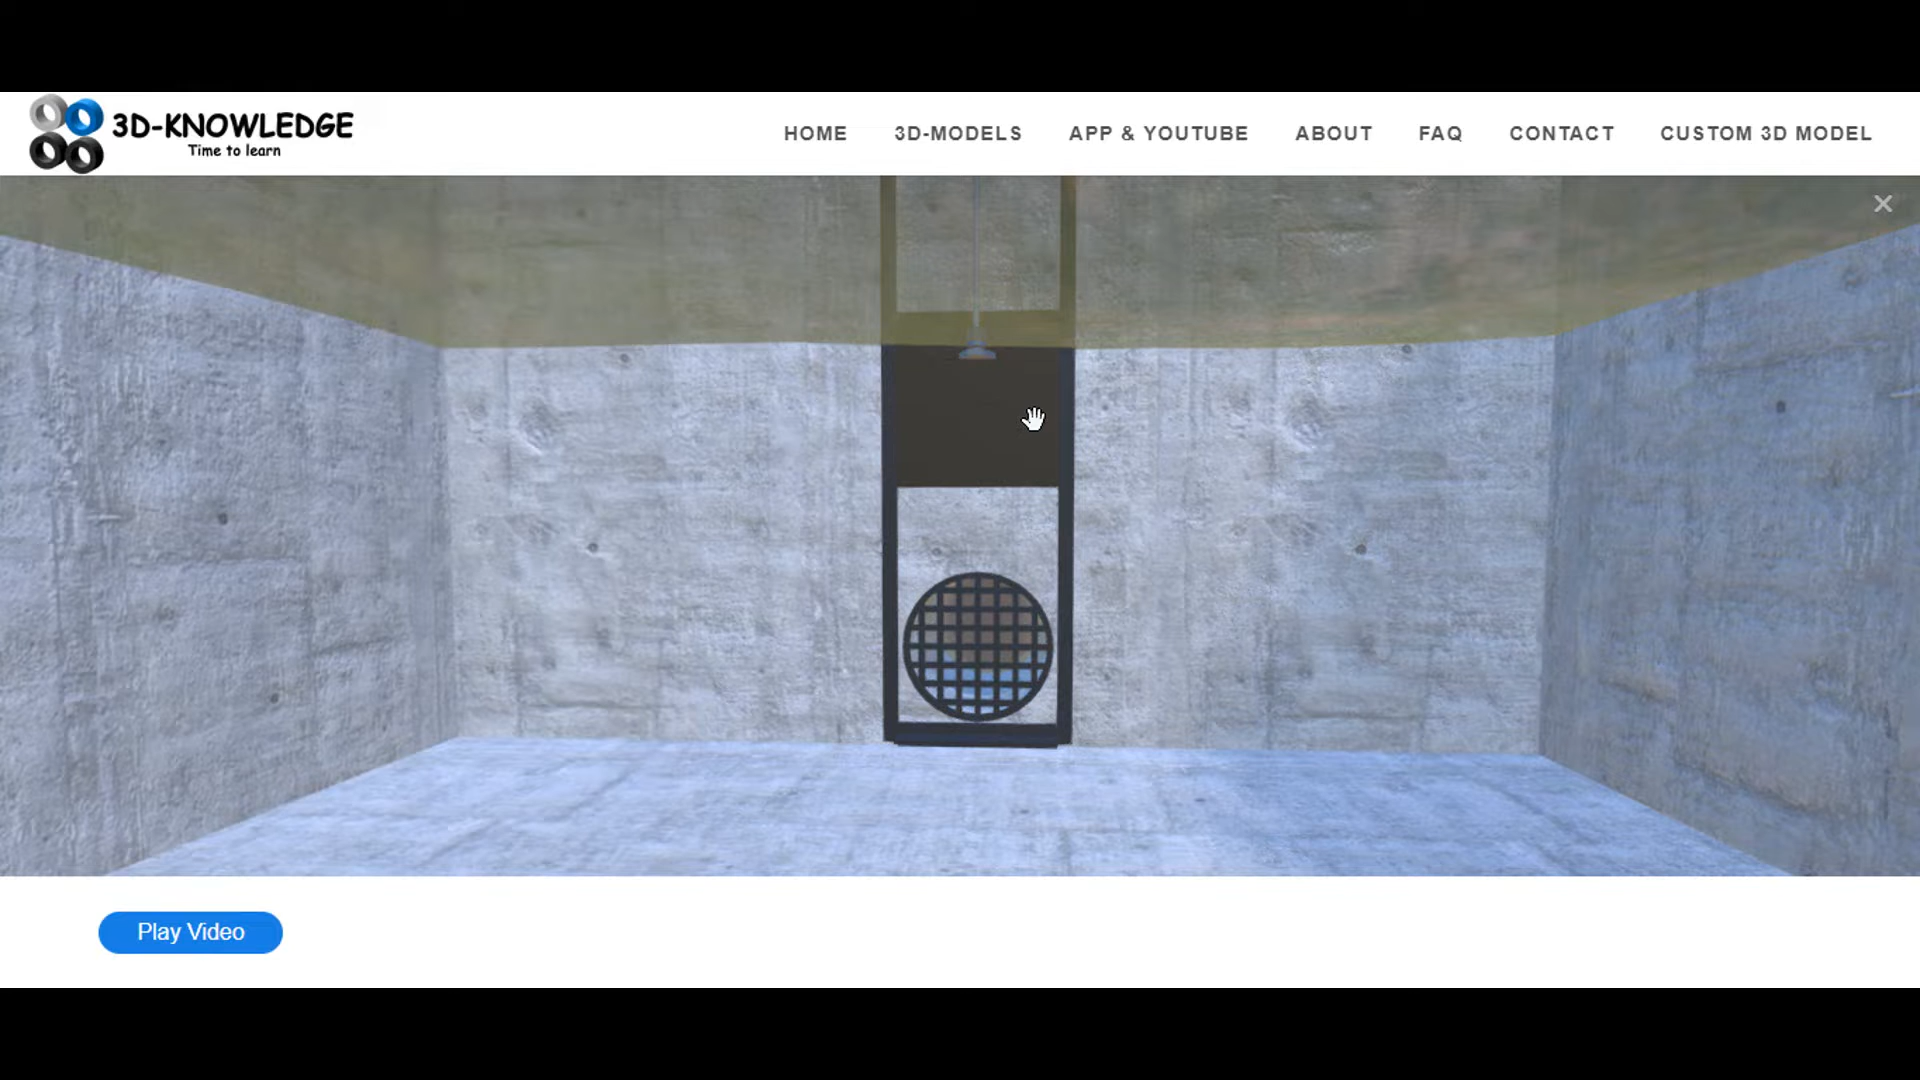 3D-KNOWLEDGE
Time to learn
HOME 3D-MODELS APP & YOUTUBE ABOUT FAQ CONTACT CUSTOM 3D MODEL
Play Video